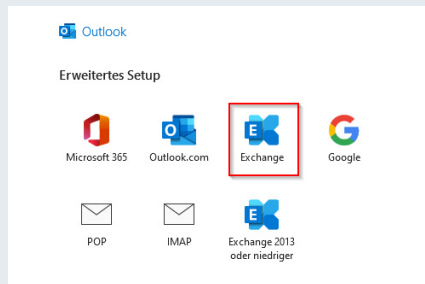 Outlook
Erweitertes Setup
Microsoft 365
Outlook.com
Exchange
Google
POP
IMAP
Exchange 2013
oder niedriger